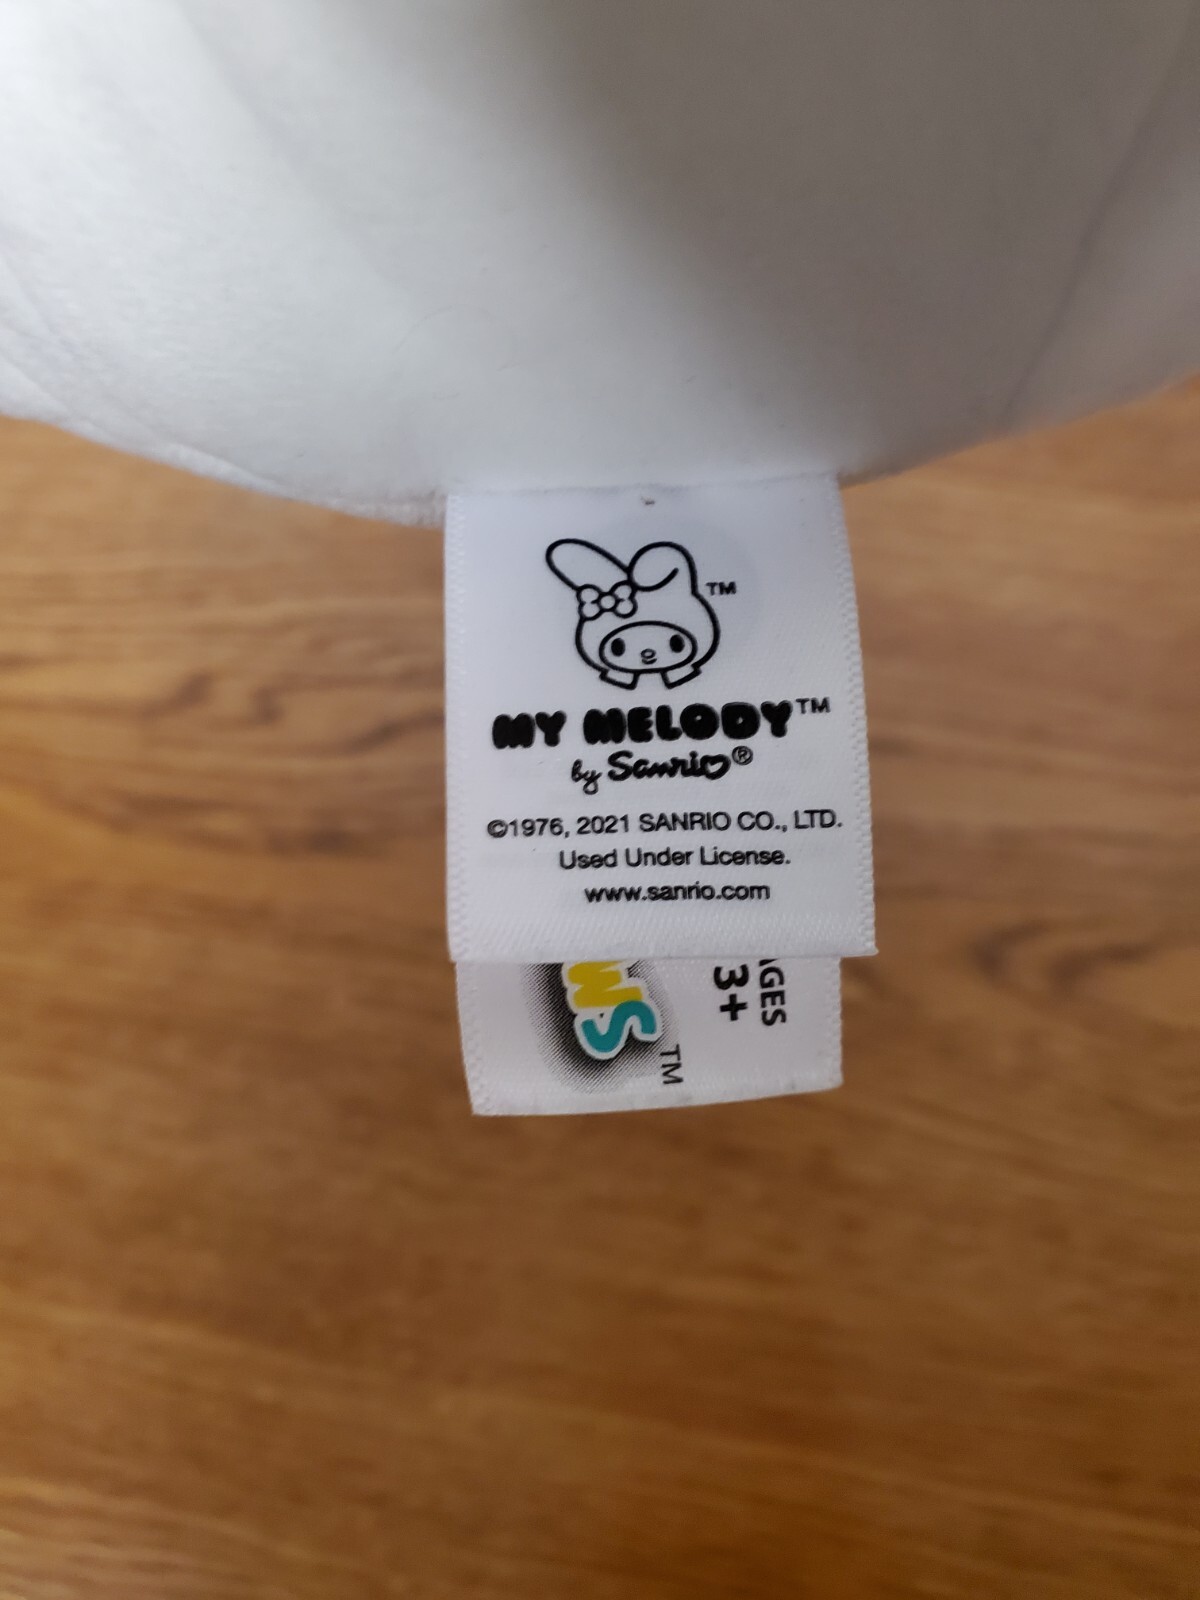 TM
MY MELODY™
by Sanrio®
©1976, 2021 SANRIO CO., LTD.
Used Under License.
www.sanrio.com
3+
TM